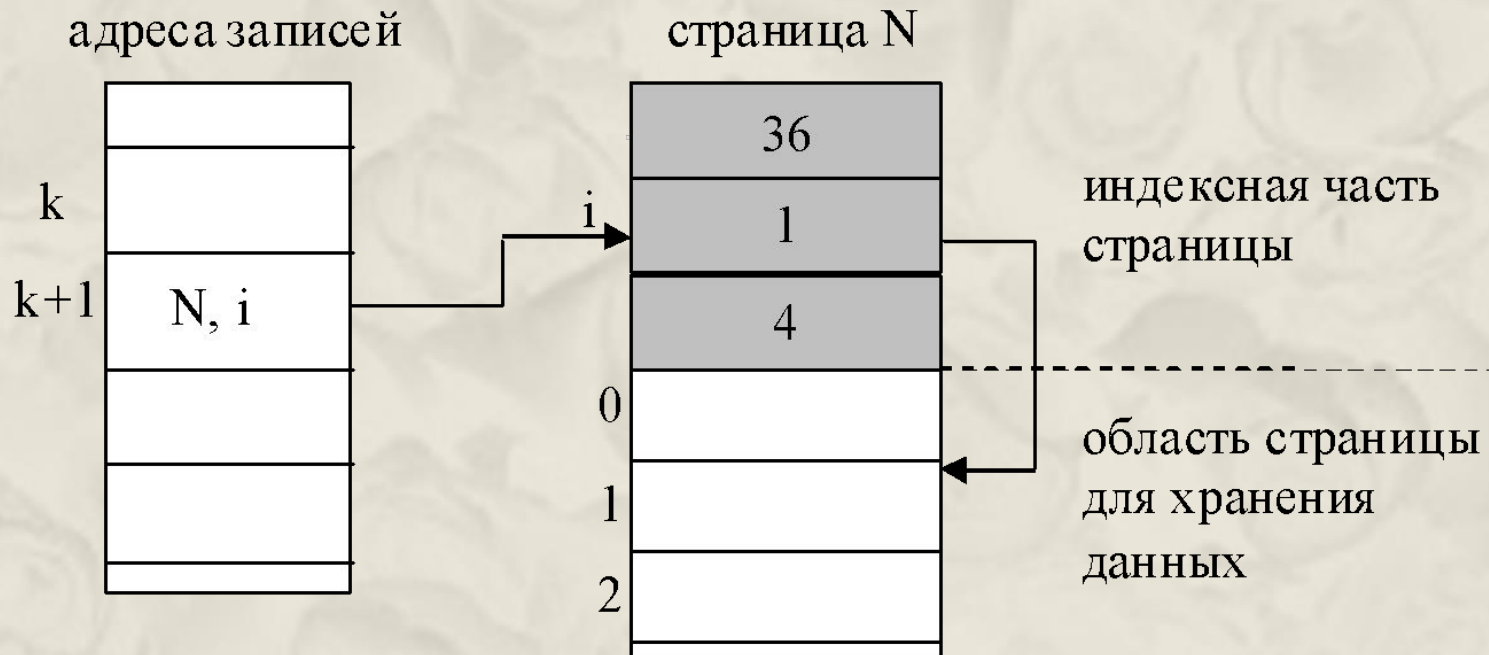 адреса записей
страница N
k
k+1
N, i
i
36
1
4
0
1
2
индексная часть
страницы
область страницы
для хранения
данных